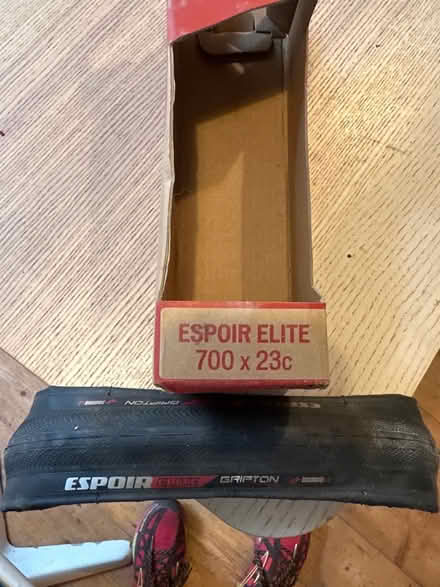 ESPOIR ELITE
700 x 23c
GRIPTON
ESPOIR
GRIPTON